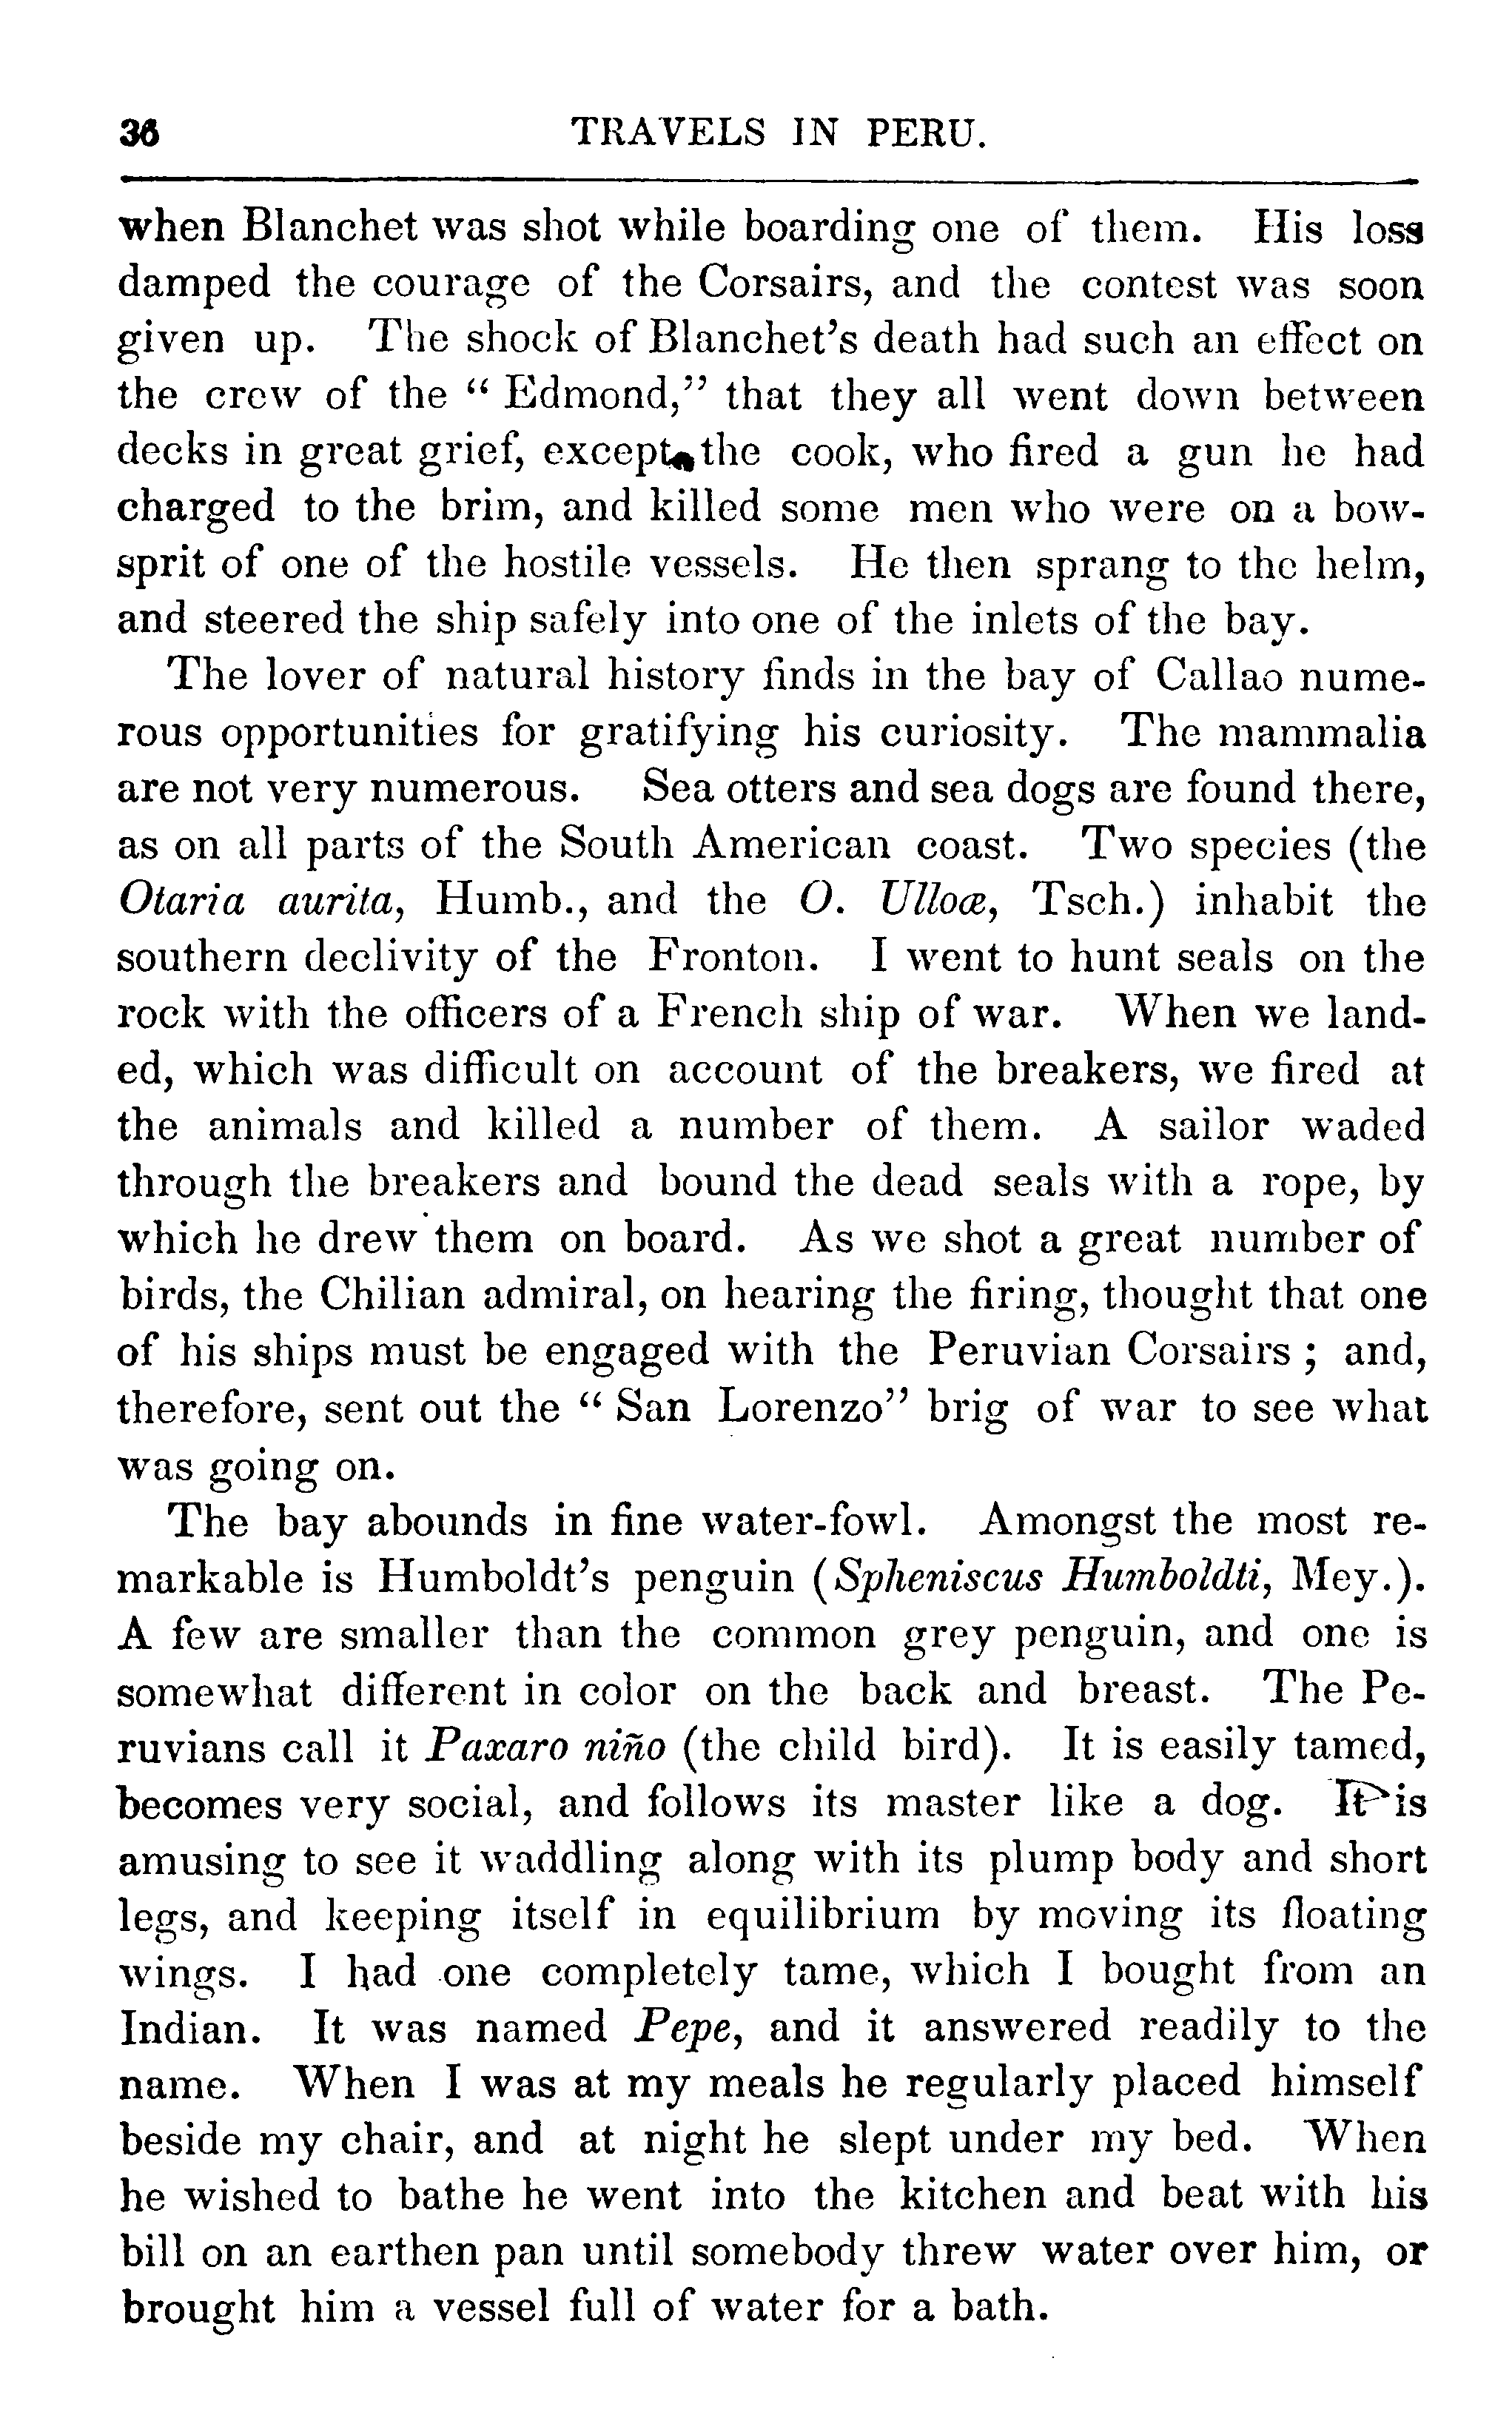 36 TRAVELS IN PERU.
when Blanchet was shot while boarding one of them. His loss
damped the courage of the Corsairs, and the contest was soon
given up. The shock of Blanchet's death had such an effect on
the crew of the “ Edmond,” that they all went down between
decks in great grief, except the cook, who fired a gun he had
charged to the brim, and killed some men who were on a bow-
sprit of one of the hostile vessels. He then sprang to the helm,
and steered the ship safely into one of the inlets of the bay.
The lover of natural history finds in the bay of Callao nume-
rous opportunities for gratifying his curiosity. The mammalia
are not very numerous. Sea otters and sea dogs are found there,
as on all parts of the South American coast. Two species (the
Otaria aurita, Humb., and the O. Ulloæ, Tsch.) inhabit the
southern declivity of the Fronton. I went to hunt seals on the
rock with the officers of a French ship of war. When we land-
ed, which was difficult on account of the breakers, we fired at
the animals and killed a number of them. A sailor waded
through the breakers and bound the dead seals with a rope, by
which he drew them on board. As we shot a great number of
birds, the Chilian admiral, on hearing the firing, thought that one
of his ships must be engaged with the Peruvian Corsairs ; and,
therefore, sent out the “ San Lorenzo” brig of war to see what
was going on.
The bay abounds in fine water-fowl. Amongst the most re-
markable is Humboldt's penguin (Spheniscus Humboldti, Mey.).
A few are smaller than the common grey penguin, and one is
somewhat different in color on the back and breast. The Pe-
ruvians call it Paxaro niño (the child bird). It is easily tamed,
becomes very social, and follows its master like a dog. It is
amusing to see it waddling along with its plump body and short
legs, and keeping itself in equilibrium by moving its floating
wings. I had one completely tame, which I bought from an
Indian. It was named Pepe, and it answered readily to the
name. When I was at my meals he regularly placed himself
beside my chair, and at night he slept under my bed. When
he wished to bathe he went into the kitchen and beat with his
bill on an earthen pan until somebody threw water over him, or
brought him a vessel full of water for a bath.